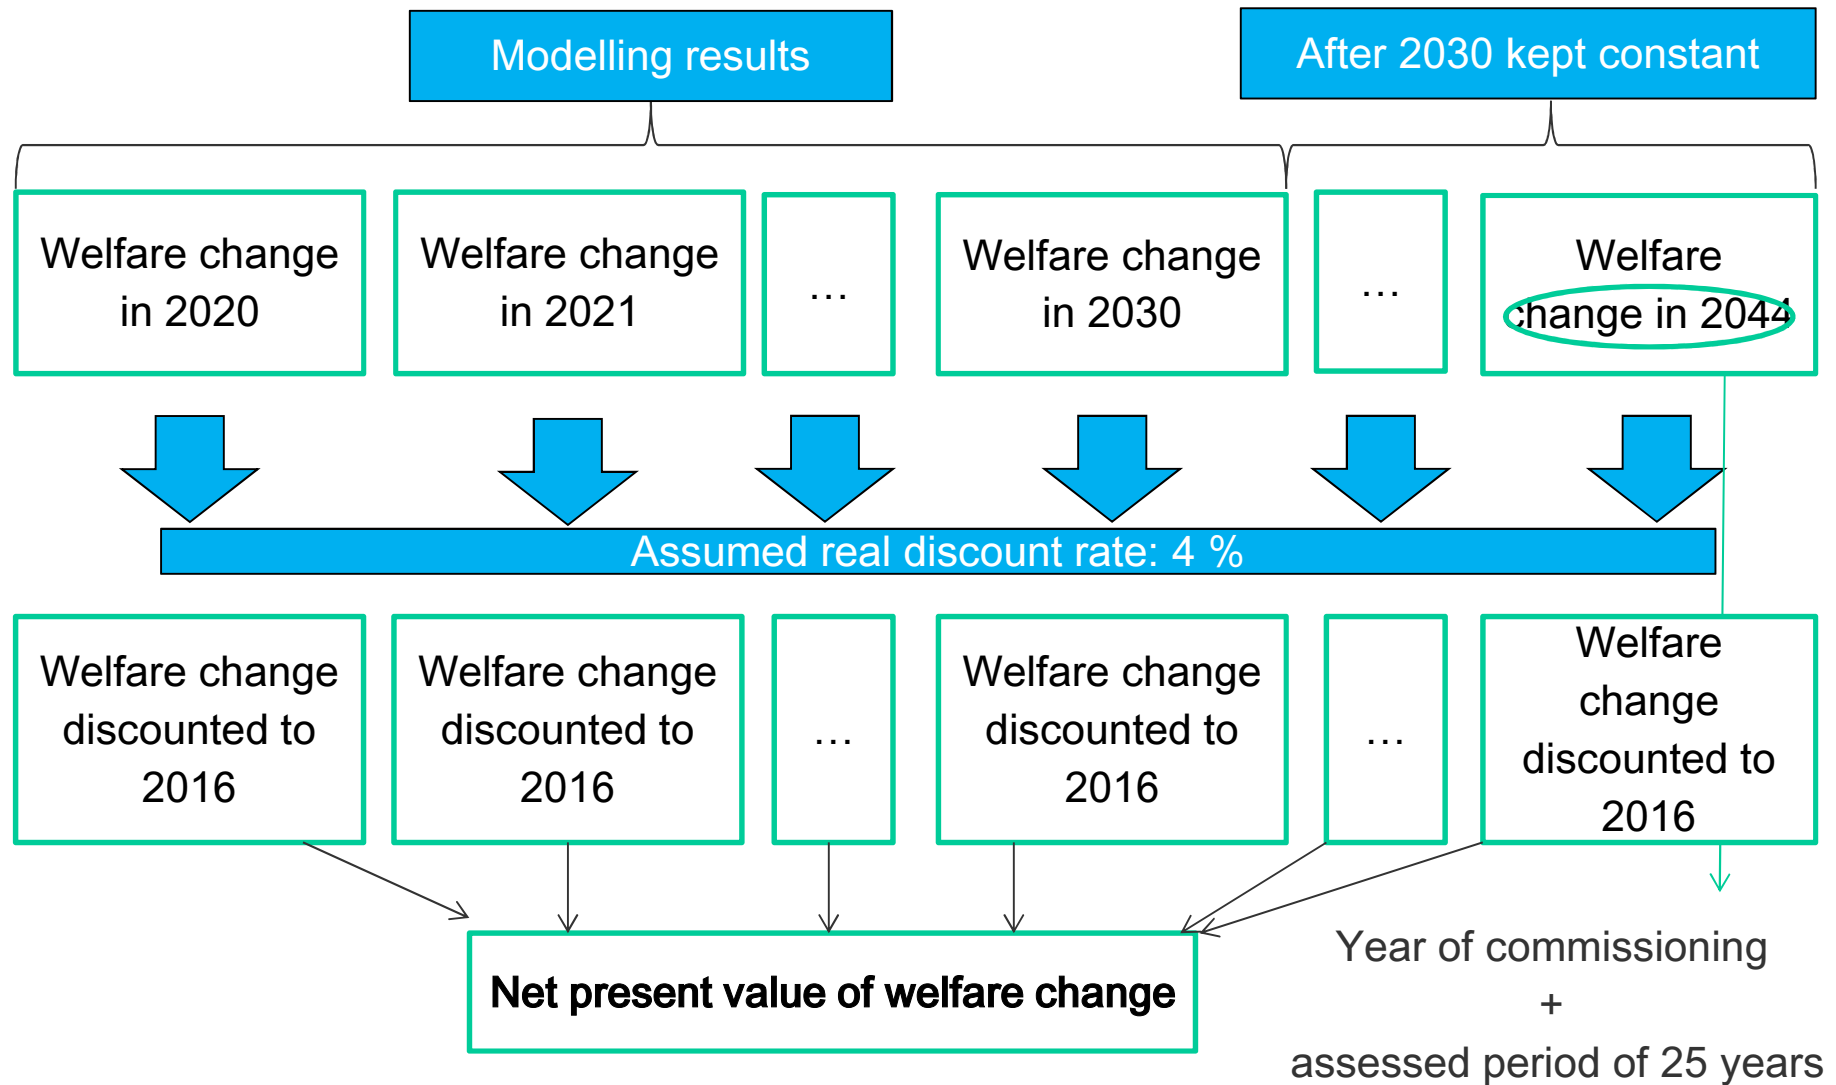 Modelling results
After 2030 kept constant
Welfare change
in 2020
Welfare change
in 2021
...
Welfare change
in 2030
...
Welfare
change in 2044
Assumed real discount rate: 4 %
Welfare change
discounted to
2016
Welfare change
discounted to
2016
...
Welfare change
discounted to
2016
...
Welfare
change
discounted to
2016
Net present value of welfare change
Year of commissioning
+
assessed period of 25 years